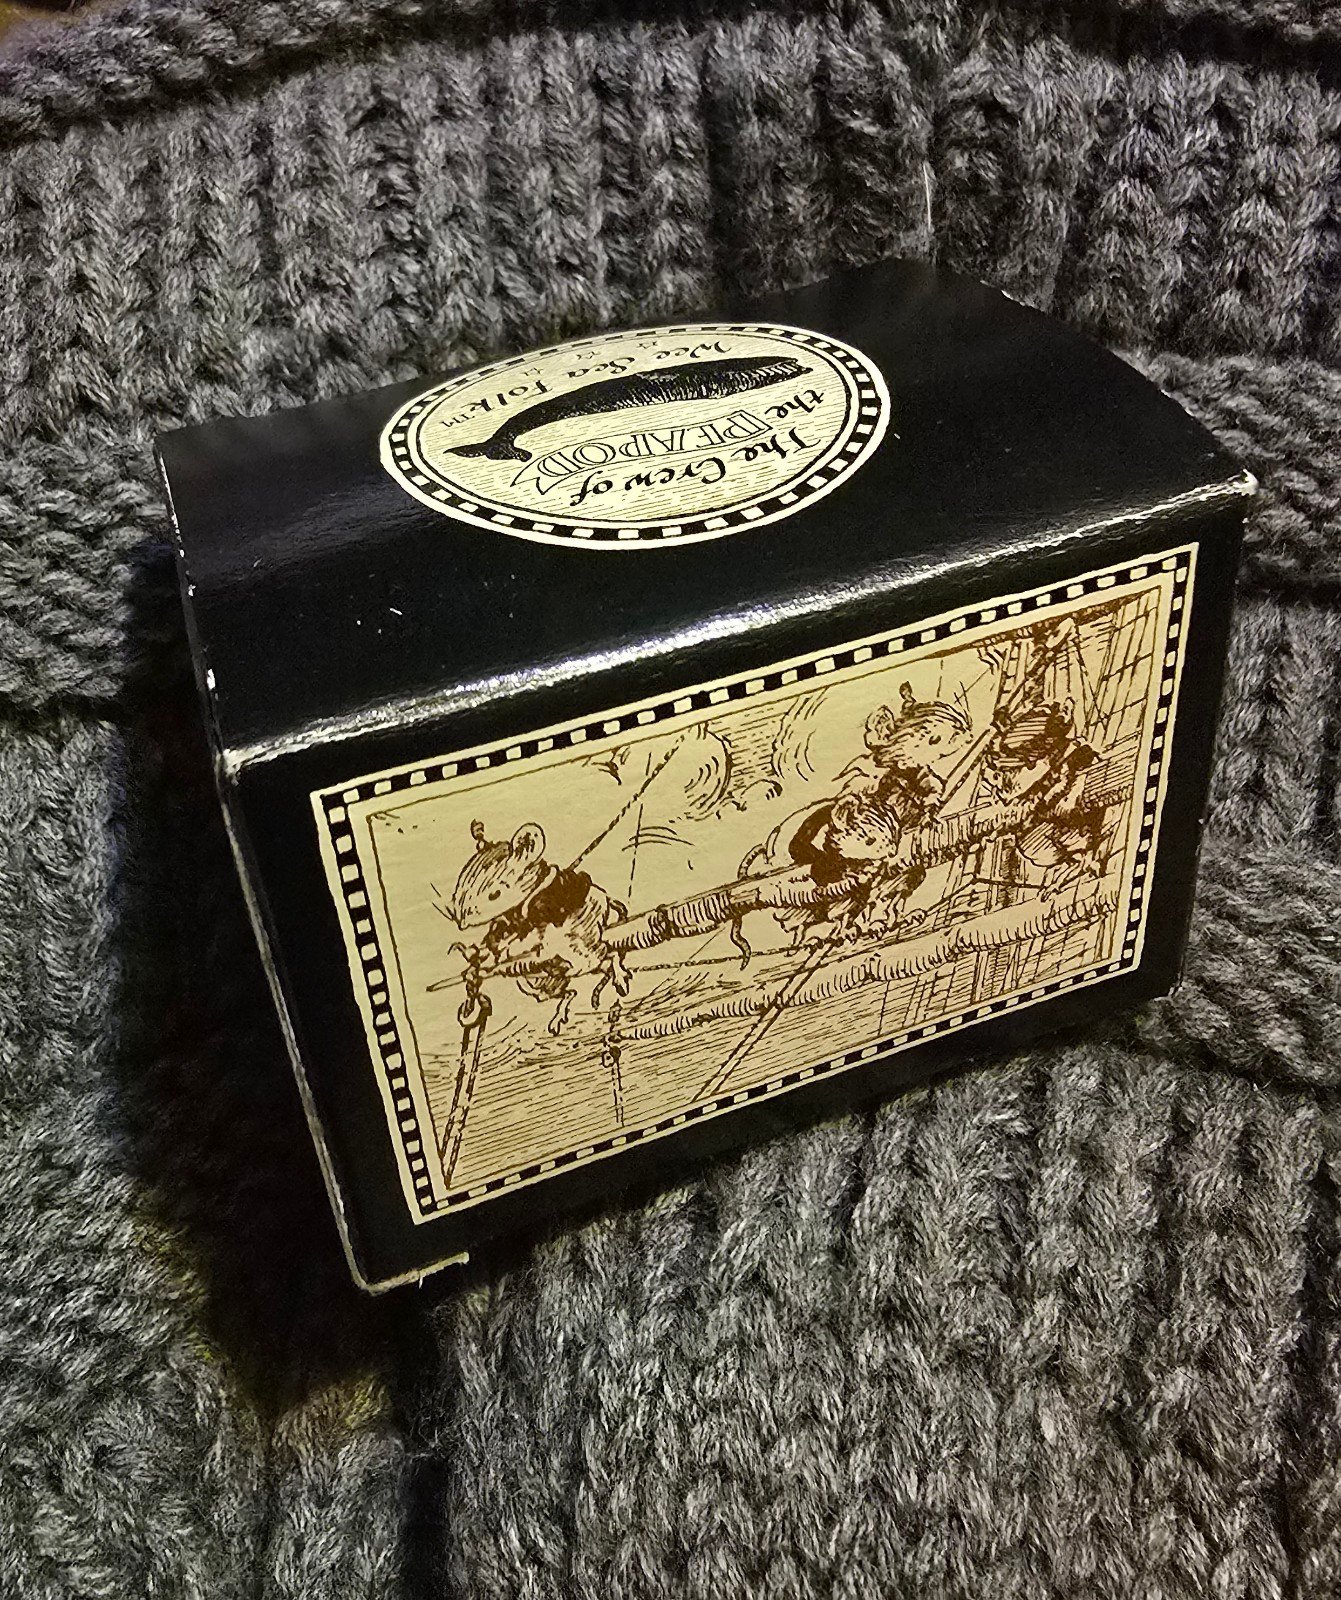 The Crew of
the PEAPOD
Wee Sea Folk™